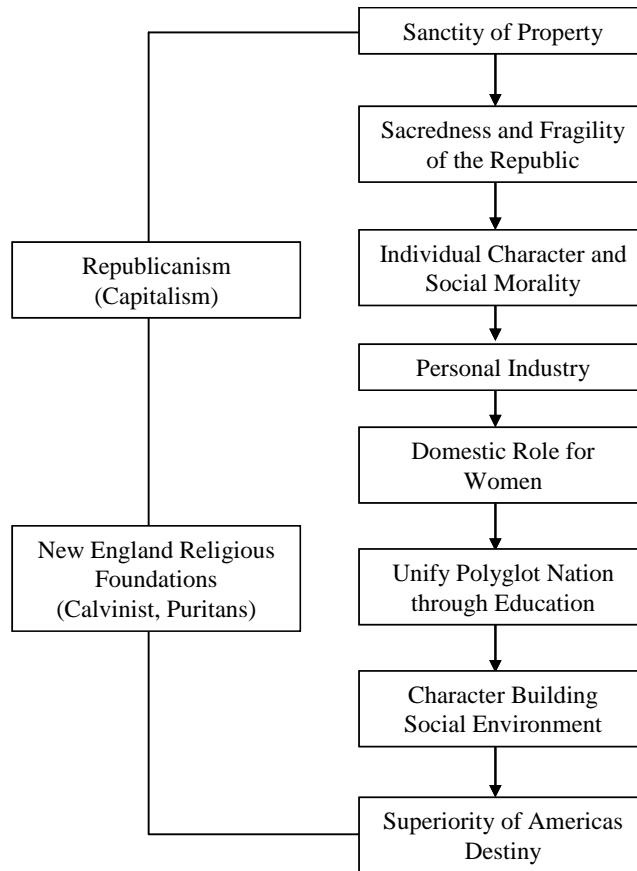 Sanctity of Property
Sacredness and Fragility
of the Republic
Republicanism
(Capitalism)
Individual Character and
Social Morality
Personal Industry
Domestic Role for
Women
New England Religious
Foundations
(Calvinist, Puritans)
Unify Polyglot Nation
through Education
Character Building
Social Environment
Superiority of Americas
Destiny